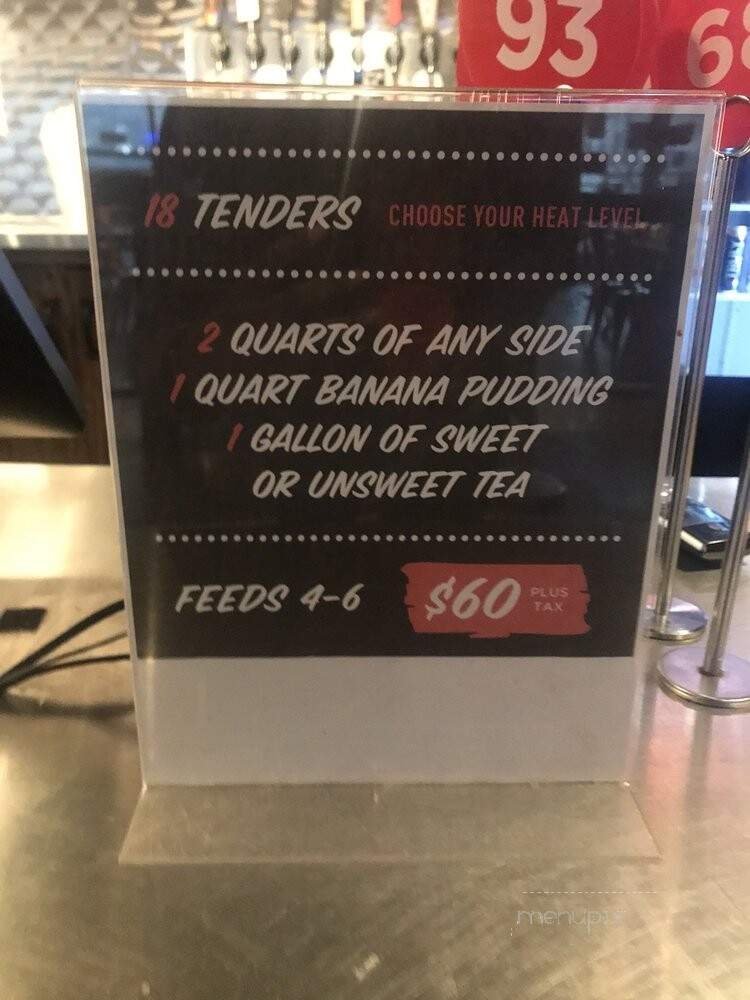 93
18 TENDERS CHOOSE YOUR HEAT LEVEL
2 QUARTS OF ANY SIDE
1 QUART BANANA PUDDING
1 GALLON OF SWEET
OR UNSWEET TEA
FEEDS 4-6 $60 PLUS TAX